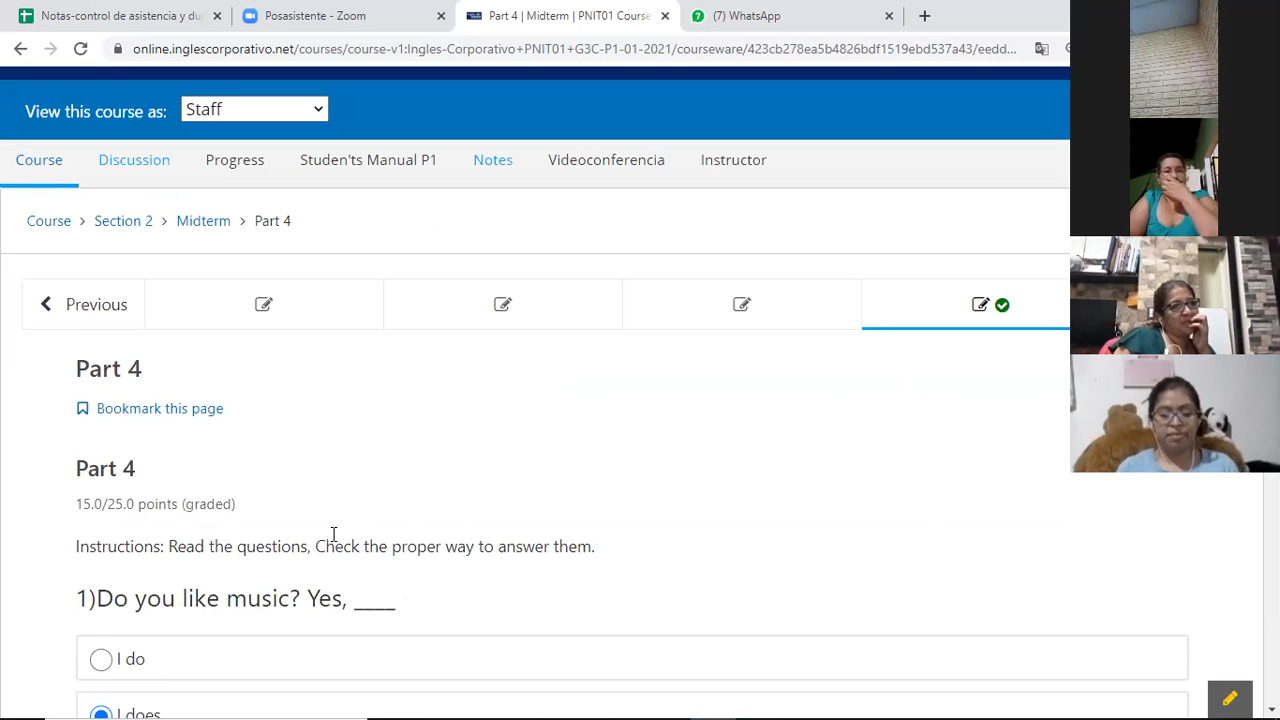 Notas-control de asistencia y du
Posasistente - Zoom
Part 4 | Midterm | PNIT01 Course
(7) WhatsApp
online.inglescorporativo.net/courses/course-v1:Ingles-Corporativo+PNIT01+G3C-P1-01-2021/courseware/423cb278ea5b4826bdf1519ebd537a43/eedd...
View this course as:
Staff
Course
Discussion
Progress
Studen'ts Manual P1
Notes
Videoconferencia
Instructor
Course > Section 2 > Midterm > Part 4
Previous
Part 4
Bookmark this page
Part 4
15.0/25.0 points (graded)
Instructions: Read the questions, Check the proper way to answer them.
1)Do you like music? Yes, ____
I do
I does